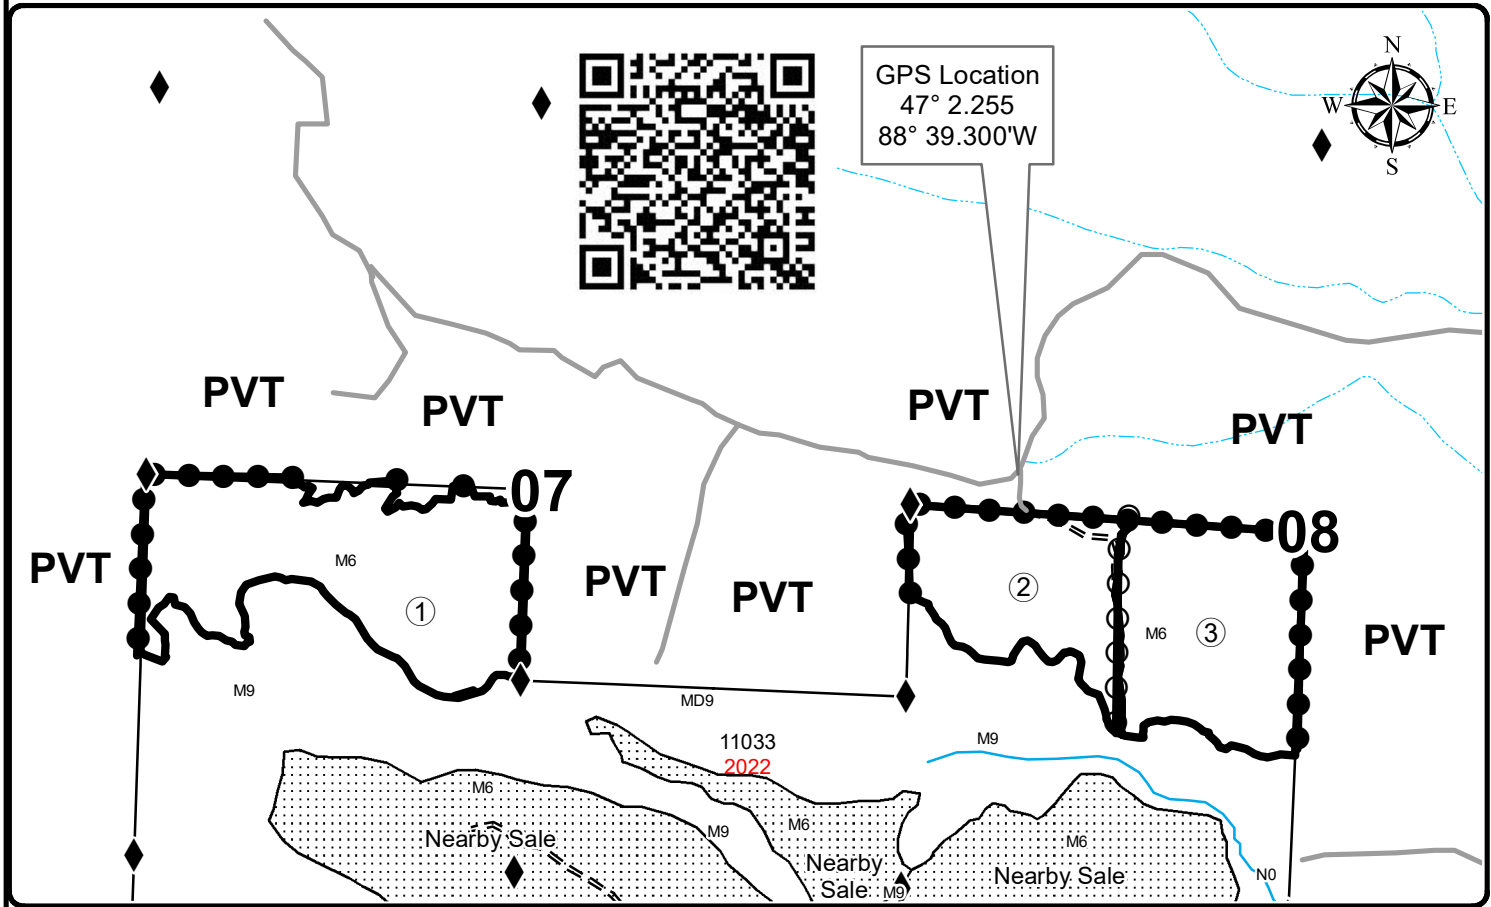 GPS Location
47° 2.255
88° 39.300'W
N
W E
S
PVT
PVT
PVT
PVT
07
08
PVT
M6
①
PVT
PVT
②
M6
③
PVT
M9
MD9
11033
2022
M9
M6
Nearby Sale
M9
M6
Nearby
Sale
M9
M6
Nearby Sale
N0